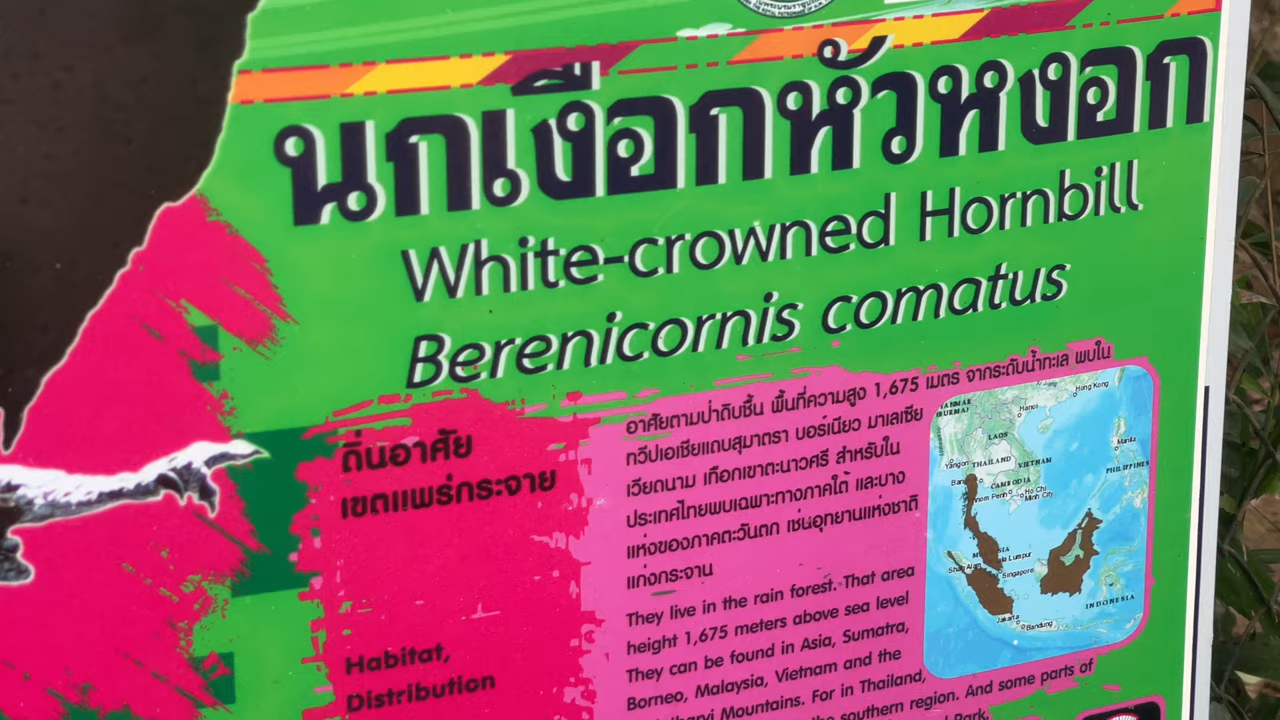 นกเงือกหัวหงอก
White-crowned Hornbill
Berenicornis comatus
ถิ่นอาศัย
เขตแพร่กระจาย
อาศัยตามป่าดิบชื้น พื้นที่ความสูง 1,675 เมตร จากระดับน้ำทะเล พบใน
ทวีปเอเชียแถบสุมาตรา บอร์เนียว มาเลเซีย
เวียดนาม เทือกเขาตะนาวศรี สำหรับใน
ประเทศไทยพบเฉพาะทางภาคใต้ และบาง
แห่งของภาคตะวันตก เช่นอุทยานแห่งชาติ
แก่งกระจาน
Habitat,
Distribution
They live in the rain forest. That area
height 1,675 meters above sea level
They can be found in Asia, Sumatra,
Borneo, Malaysia, Vietnam and the
Mountains. For in Thailand,
southern region. And some parts of
Park.
Hong Kong
Hanoi
LAOS
Manila
Yangon
THAILAND
VIETNAM
PHILIPPINES
CAMBODIA
Ho Chi
Minh City
Singapore
INDONESIA
Jakarta
Bandung